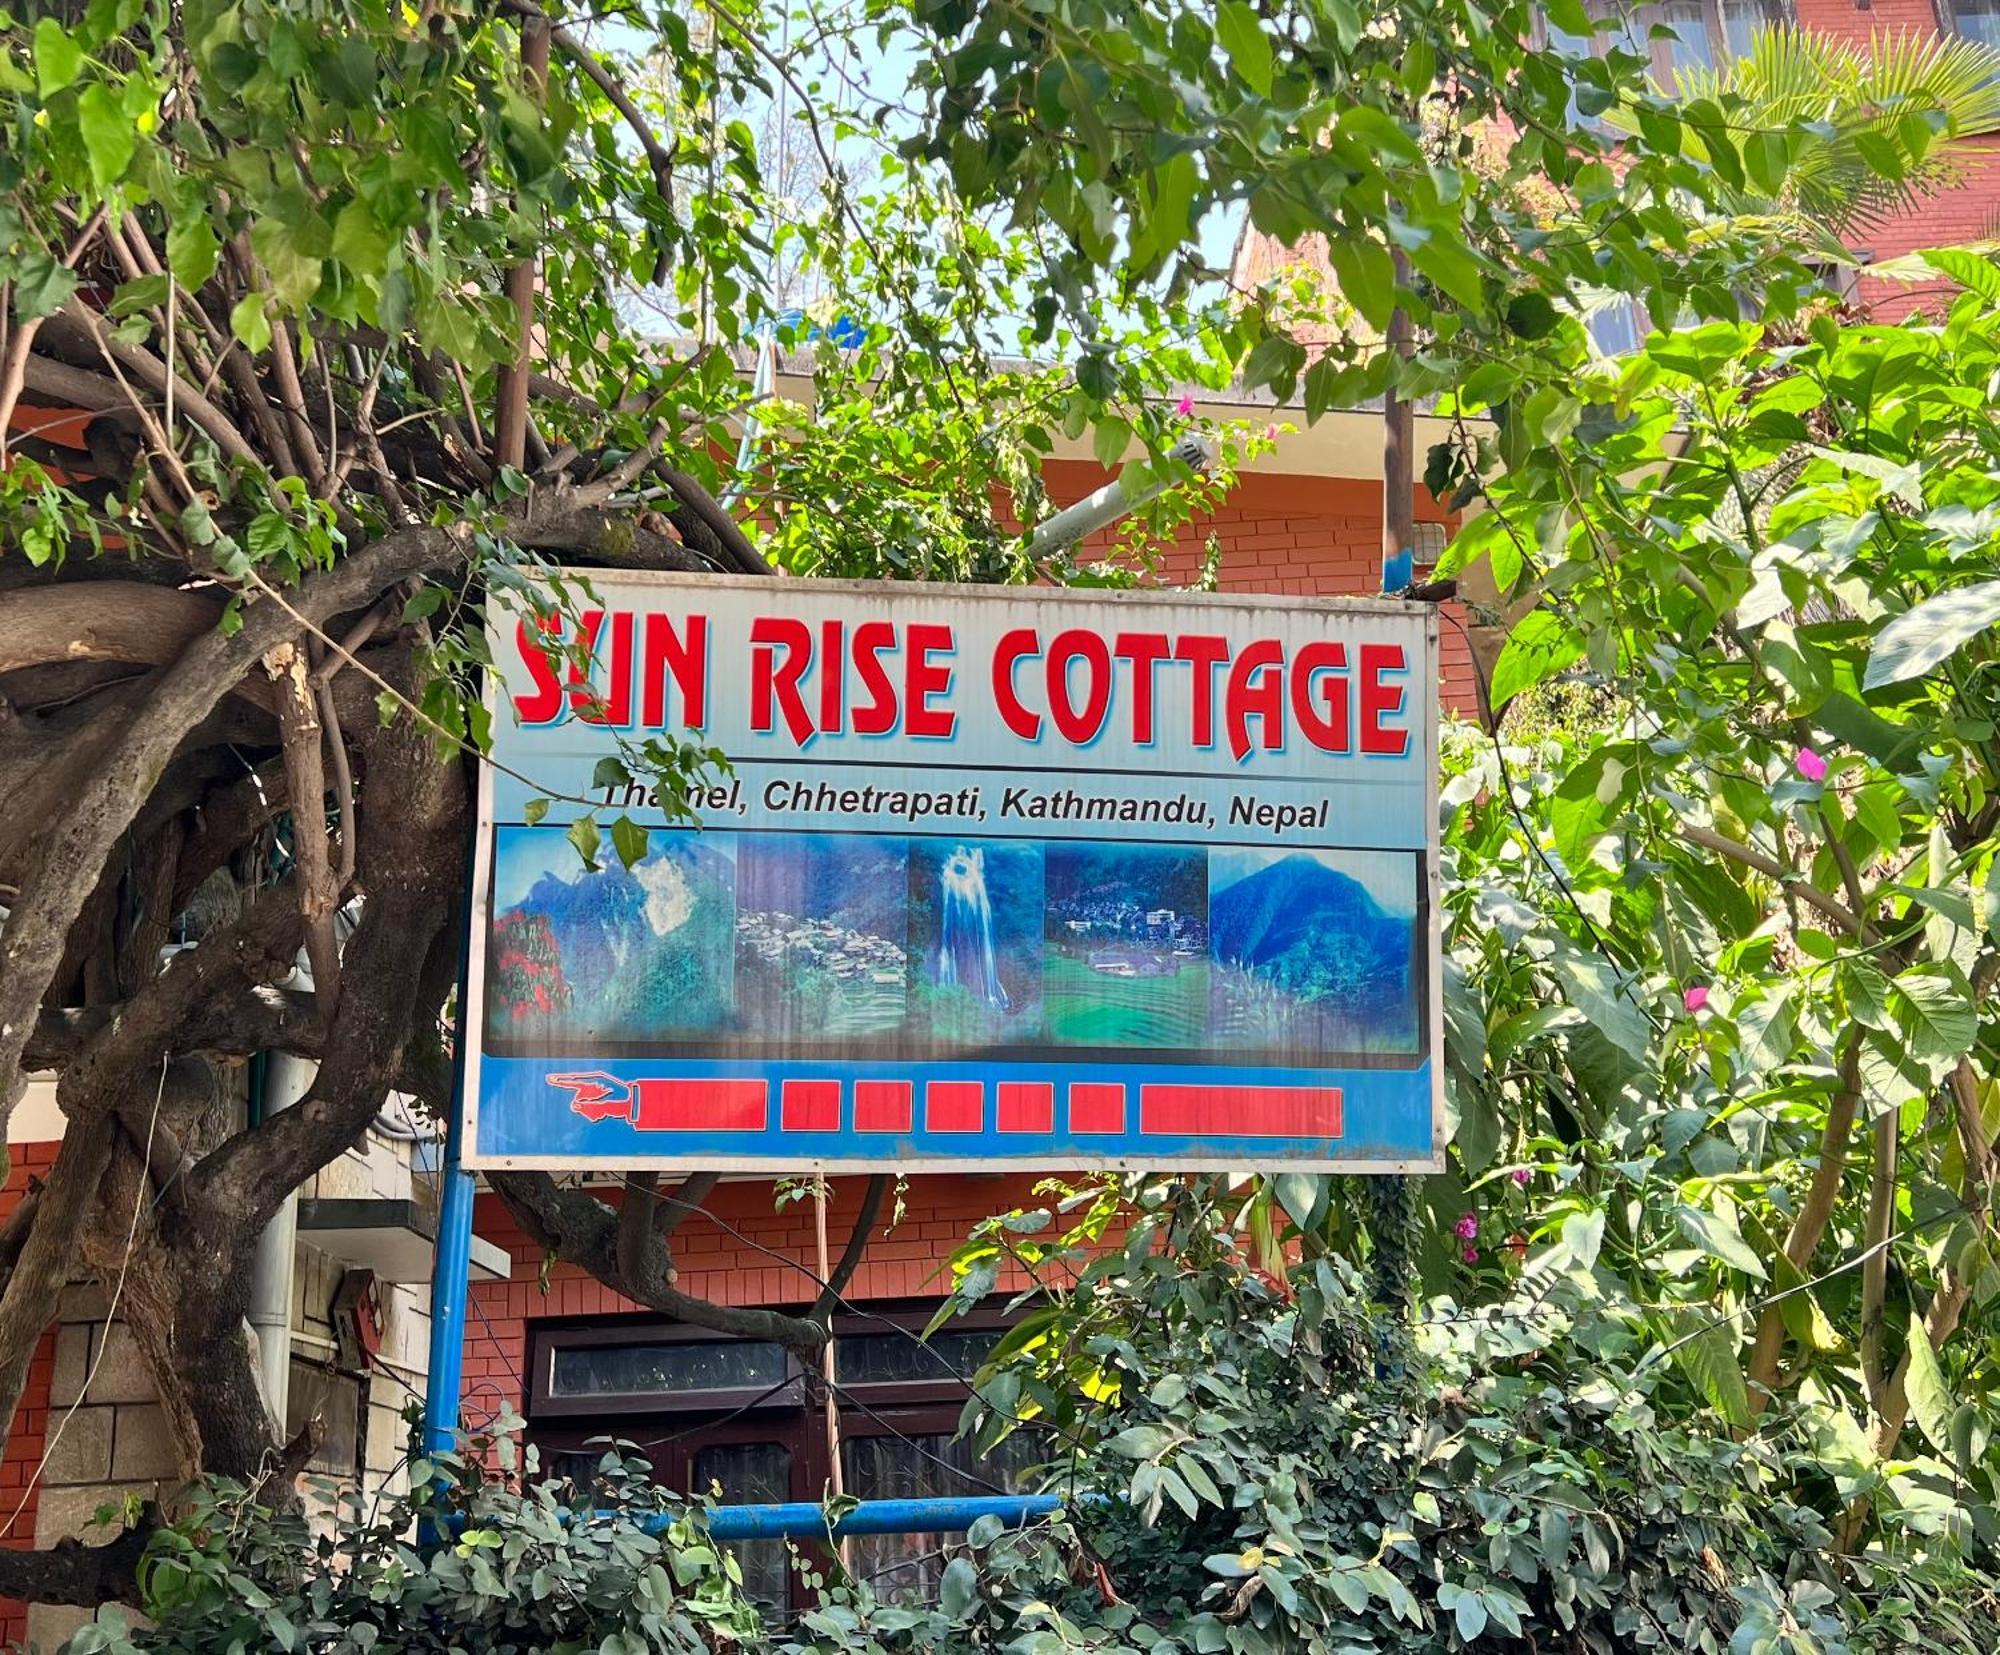 SUN RISE COTTAGE
Thamel, Chhetrapati, Kathmandu, Nepal